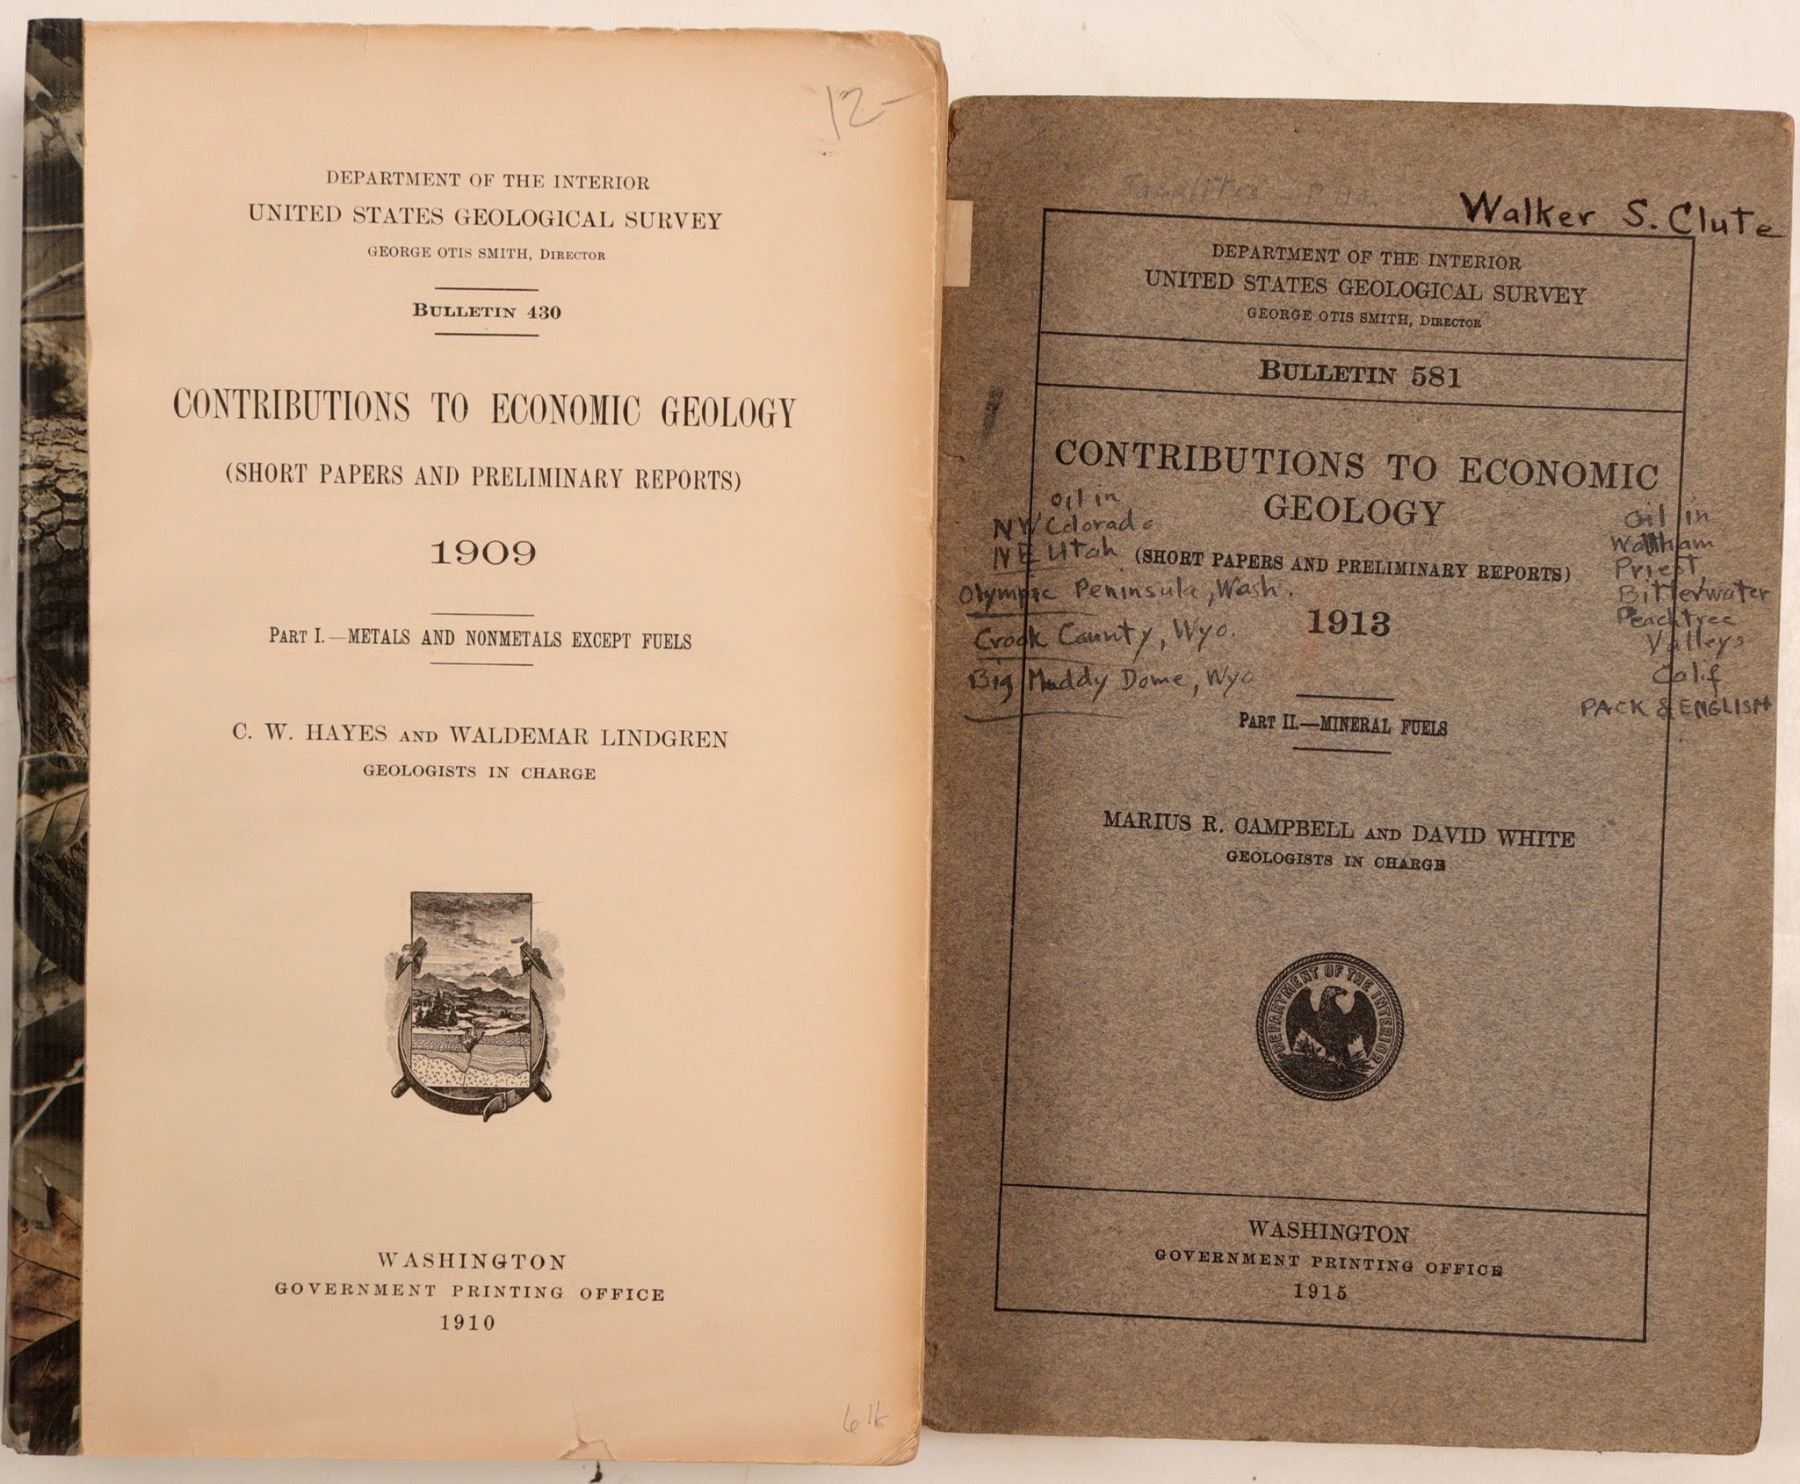 12-
DEPARTMENT OF THE INTERIOR
UNITED STATES GEOLOGICAL SURVEY
GEORGE OTIS SMITH, DIRECTOR
BULLETIN 430
CONTRIBUTIONS TO ECONOMIC GEOLOGY
(SHORT PAPERS AND PRELIMINARY REPORTS)
1909
PART I.—METALS AND NONMETALS EXCEPT FUELS
C. W. HAYES AND WALDEMAR LINDGREN
GEOLOGISTS IN CHARGE
WASHINGTON
GOVERNMENT PRINTING OFFICE
1910
Walker S. Clute
DEPARTMENT OF THE INTERIOR
UNITED STATES GEOLOGICAL SURVEY
GEORGE OTIS SMITH, DIRECTOR
BULLETIN 581
CONTRIBUTIONS TO ECONOMIC
GEOLOGY
(SHORT PAPERS AND PRELIMINARY REPORTS)
1913
oil in
NW Colorado
NE Utah
Olympic Peninsula, Wash.
Crook County, Wyo.
Big Muddy Dome, Wyo
Oil in
Waltham
Priest,
Bitterwater
Peachtree
Valleys
Calif
PACK & ENGLISH
PART II.—MINERAL FUELS
MARIUS R. CAMPBELL AND DAVID WHITE
GEOLOGISTS IN CHARGE
DEPARTMENT OF THE INTERIOR
WASHINGTON
GOVERNMENT PRINTING OFFICE
1915